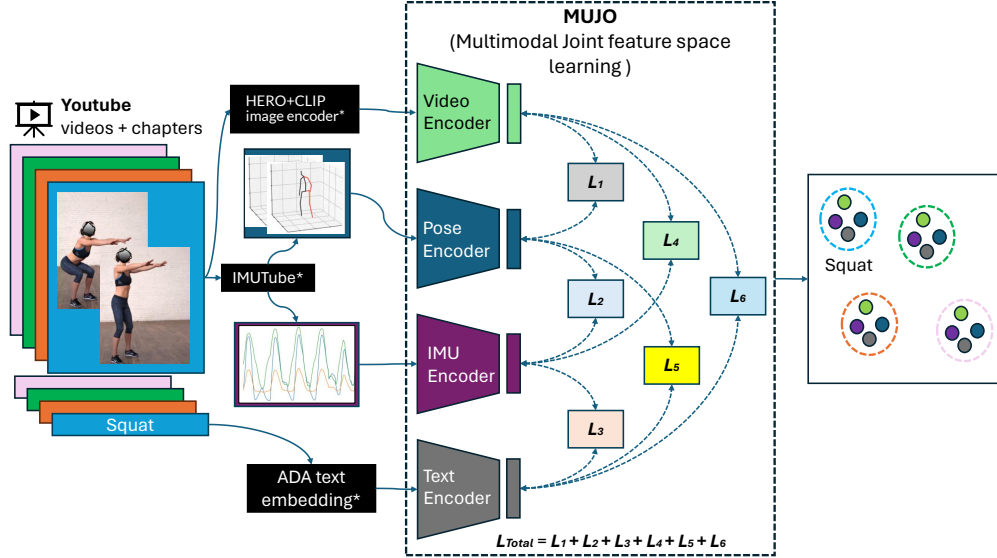 MUJO
(Multimodal Joint feature space
learning )
Youtube
videos + chapters
HERO+CLIP
image encoder*
IMUTube*
Squat
ADA text
embedding*
Video
Encoder
Pose
Encoder
IMU
Encoder
Text
Encoder
L1
L4
L2
L6
L5
L3
LTotal = L1 + L2 + L3 + L4 + L5 + L6
Squat